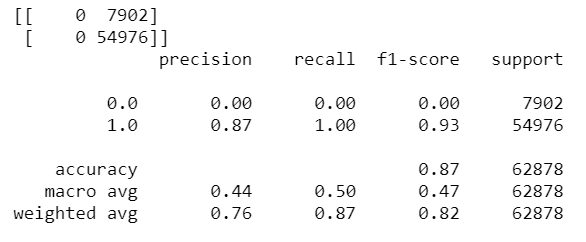 [[    0  7902]
 [    0 54976]]
              precision    recall  f1-score   support

         0.0       0.00      0.00      0.00      7902
         1.0       0.87      1.00      0.93     54976

    accuracy                           0.87     62878
   macro avg       0.44      0.50      0.47     62878
weighted avg       0.76      0.87      0.82     62878